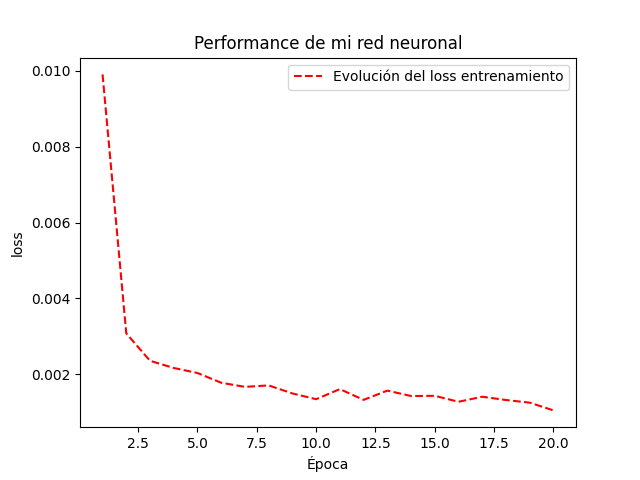 Performance de mi red neuronal
Evolución del loss entrenamiento
0.010
0.008
0.006
0.004
0.002
loss
2.5 5.0 7.5 10.0 12.5 15.0 17.5 20.0
Época